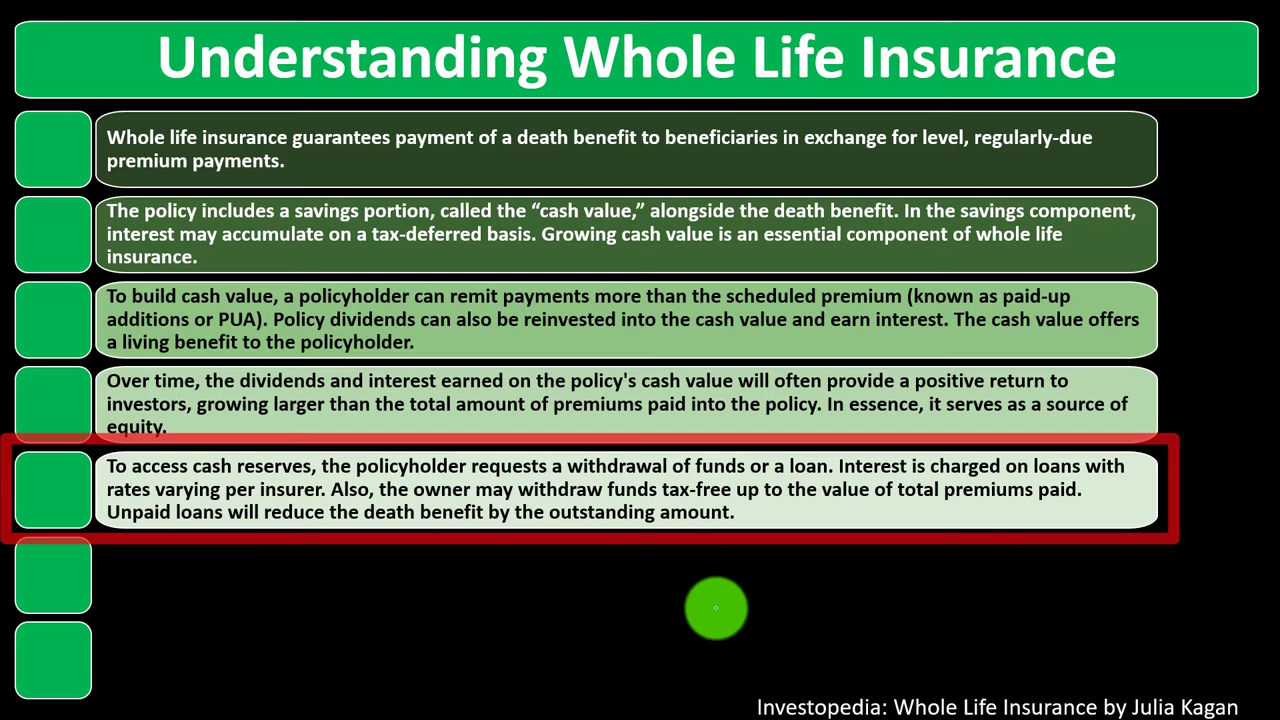 Understanding Whole Life Insurance
Whole life insurance guarantees payment of a death benefit to beneficiaries in exchange for level, regularly-due
premium payments.
The policy includes a savings portion, called the “cash value,” alongside the death benefit. In the savings component,
interest may accumulate on a tax-deferred basis. Growing cash value is an essential component of whole life
insurance.
To build cash value, a policyholder can remit payments more than the scheduled premium (known as paid-up
additions or PUA). Policy dividends can also be reinvested into the cash value and earn interest. The cash value offers
a living benefit to the policyholder.
Over time, the dividends and interest earned on the policy's cash value will often provide a positive return to
investors, growing larger than the total amount of premiums paid into the policy. In essence, it serves as a source of
equity.
To access cash reserves, the policyholder requests a withdrawal of funds or a loan. Interest is charged on loans with
rates varying per insurer. Also, the owner may withdraw funds tax-free up to the value of total premiums paid.
Unpaid loans will reduce the death benefit by the outstanding amount.
Investopedia: Whole Life Insurance by Julia Kagan